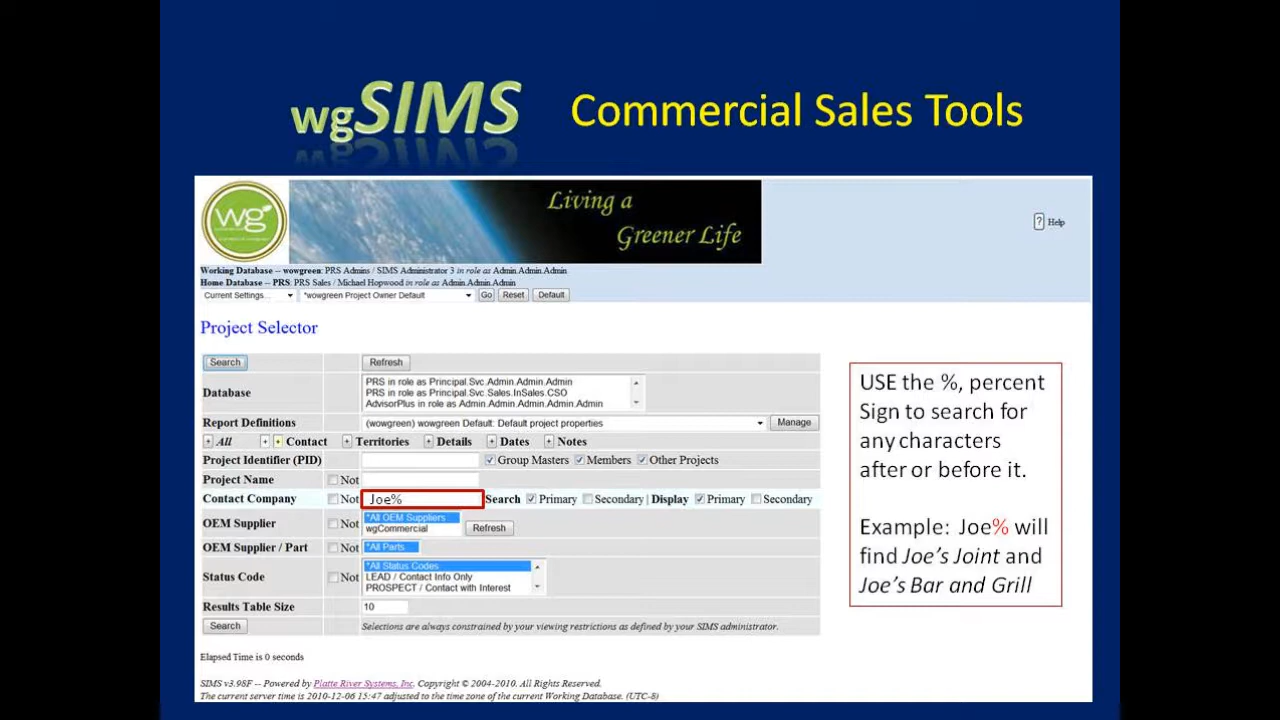 wgSIMS Commercial Sales Tools
wg
Living a
Greener Life
? Help
Working Database -- wowgreen: PRS Admins / SIMS Administrator 3 in role as Admin.Admin.Admin
Home Database -- PRS: PRS Sales / Michael Hopwood in role as Admin.Admin.Admin
Current Settings... *wowgreen Project Owner Default Go Reset Default
Project Selector
Search Refresh
Database
PRS in role as Principal.Svc.Admin.Admin.Admin
PRS in role as Principal.Svc.Sales.InSales.CSO
AdvisorPlus in role as Admin.Admin.Admin.Admin.Admin
Report Definitions (wowgreen) wowgreen Default: Default project properties Manage
+ All + + Contact + Territories + Details + Dates + Notes
Project Identifier (PID) Group Masters Members Other Projects
Project Name Not
Contact Company Not Joe% Search Primary Secondary | Display Primary Secondary
OEM Supplier Not *All OEM Suppliers
wgCommercial Refresh
OEM Supplier / Part Not *All Parts
Status Code Not *All Status Codes
LEAD / Contact Info Only
PROSPECT / Contact with Interest
Results Table Size 10
Search Selections are always constrained by your viewing restrictions as defined by your SIMS administrator.
Elapsed Time is 0 seconds
SIMS v3.98F -- Powered by Platte River Systems, Inc. Copyright © 2004-2010. All Rights Reserved.
The current server time is 2010-12-06 15:47 adjusted to the time zone of the current Working Database. (UTC-8)
USE the %, percent
Sign to search for
any characters
after or before it.
Example: Joe% will
find Joe's Joint and
Joe's Bar and Grill